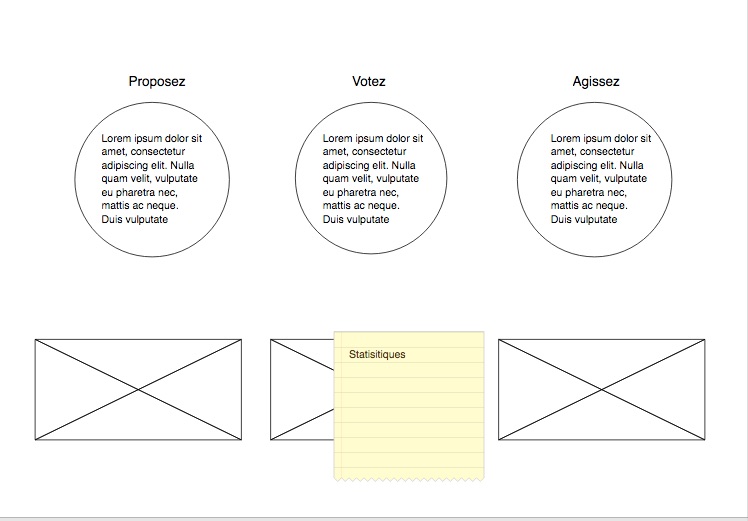 Proposez
Votez
Agissez
Lorem ipsum dolor sit
amet, consectetur
adipiscing elit. Nulla
quam velit, vulputate
eu pharetra nec,
mattis ac neque.
Duis vulputate
Lorem ipsum dolor sit
amet, consectetur
adipiscing elit. Nulla
quam velit, vulputate
eu pharetra nec,
mattis ac neque.
Duis vulputate
Lorem ipsum dolor sit
amet, consectetur
adipiscing elit. Nulla
quam velit, vulputate
eu pharetra nec,
mattis ac neque.
Duis vulputate
Statisitiques